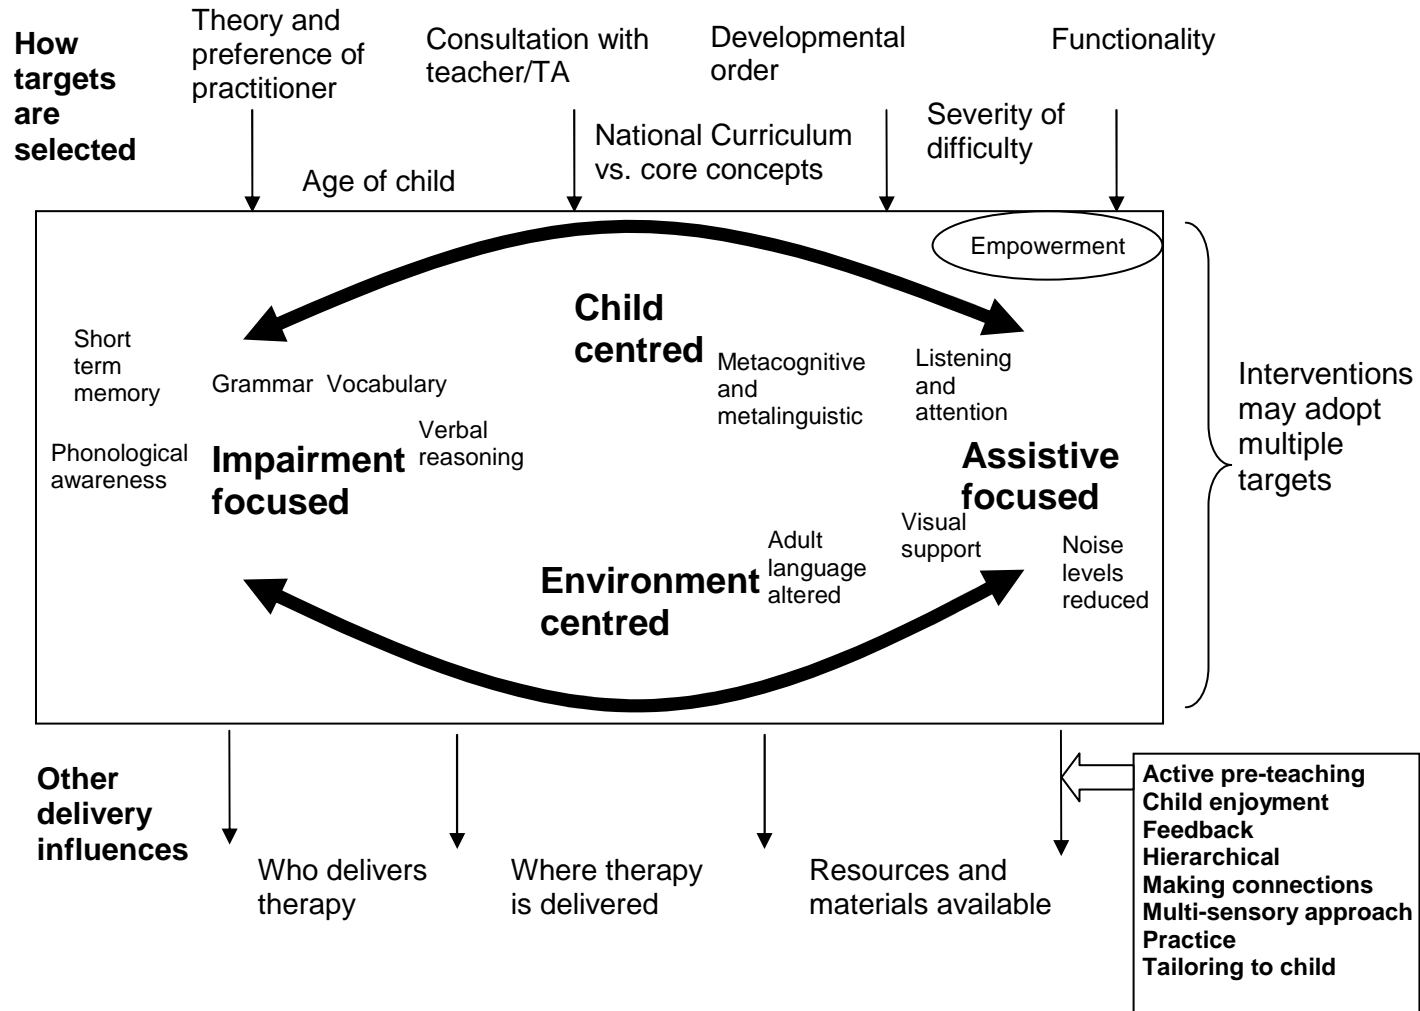 How
targets
are
selected
Theory and
preference of
practitioner
Consultation with
teacher/TA
Developmental
order
Functionality
Age of child
National Curriculum
vs. core concepts
Severity of
difficulty
Empowerment
Child
centred
Short
term
memory
Grammar
Vocabulary
Metacognitive
and
metalinguistic
Listening
and
attention
Phonological
awareness
Impairment
focused
Verbal
reasoning
Assistive
focused
Visual
support
Adult
language
altered
Noise
levels
reduced
Environment
centred
Interventions
may adopt
multiple
targets
Other
delivery
influences
Who delivers
therapy
Where therapy
is delivered
Resources and
materials available
Active pre-teaching
Child enjoyment
Feedback
Hierarchical
Making connections
Multi-sensory approach
Practice
Tailoring to child